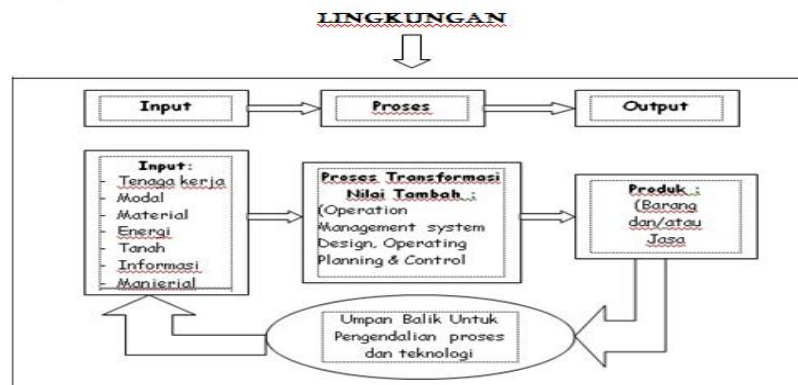 LINGKUNGAN
Input
Proses
Output
Input:
- Tenaga kerja
- Modal
- Material
- Energi
- Tanah
- Informasi
- Manierial
Proses Transformasi
Nilai Tambah :
(Operation
Management system
Design, Operating
Planning & Control
Produk :
(Barang
dan/atau
Jasa
Umpan Balik Untuk
Pengendalian proses
dan teknologi